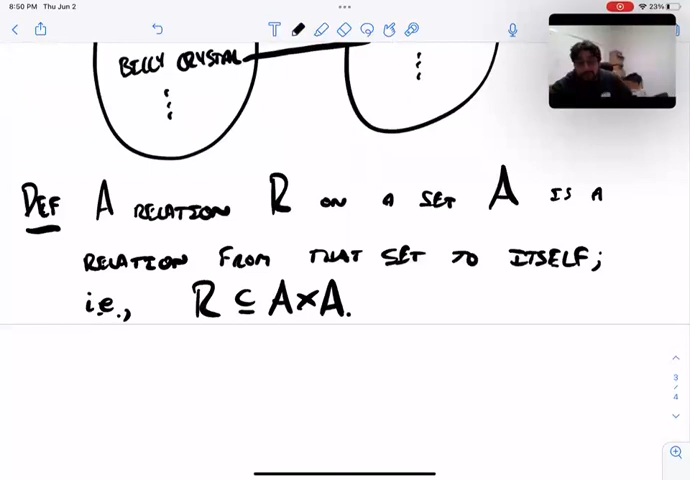 6:50 PM Thu Jun 2
23%
BILLY CRYSTAL
DEF A RELATION R ON A SET A IS A
RELATION FROM THAT SET TO ITSELF;
i.e., R ⊆ A×A.
3
/
4